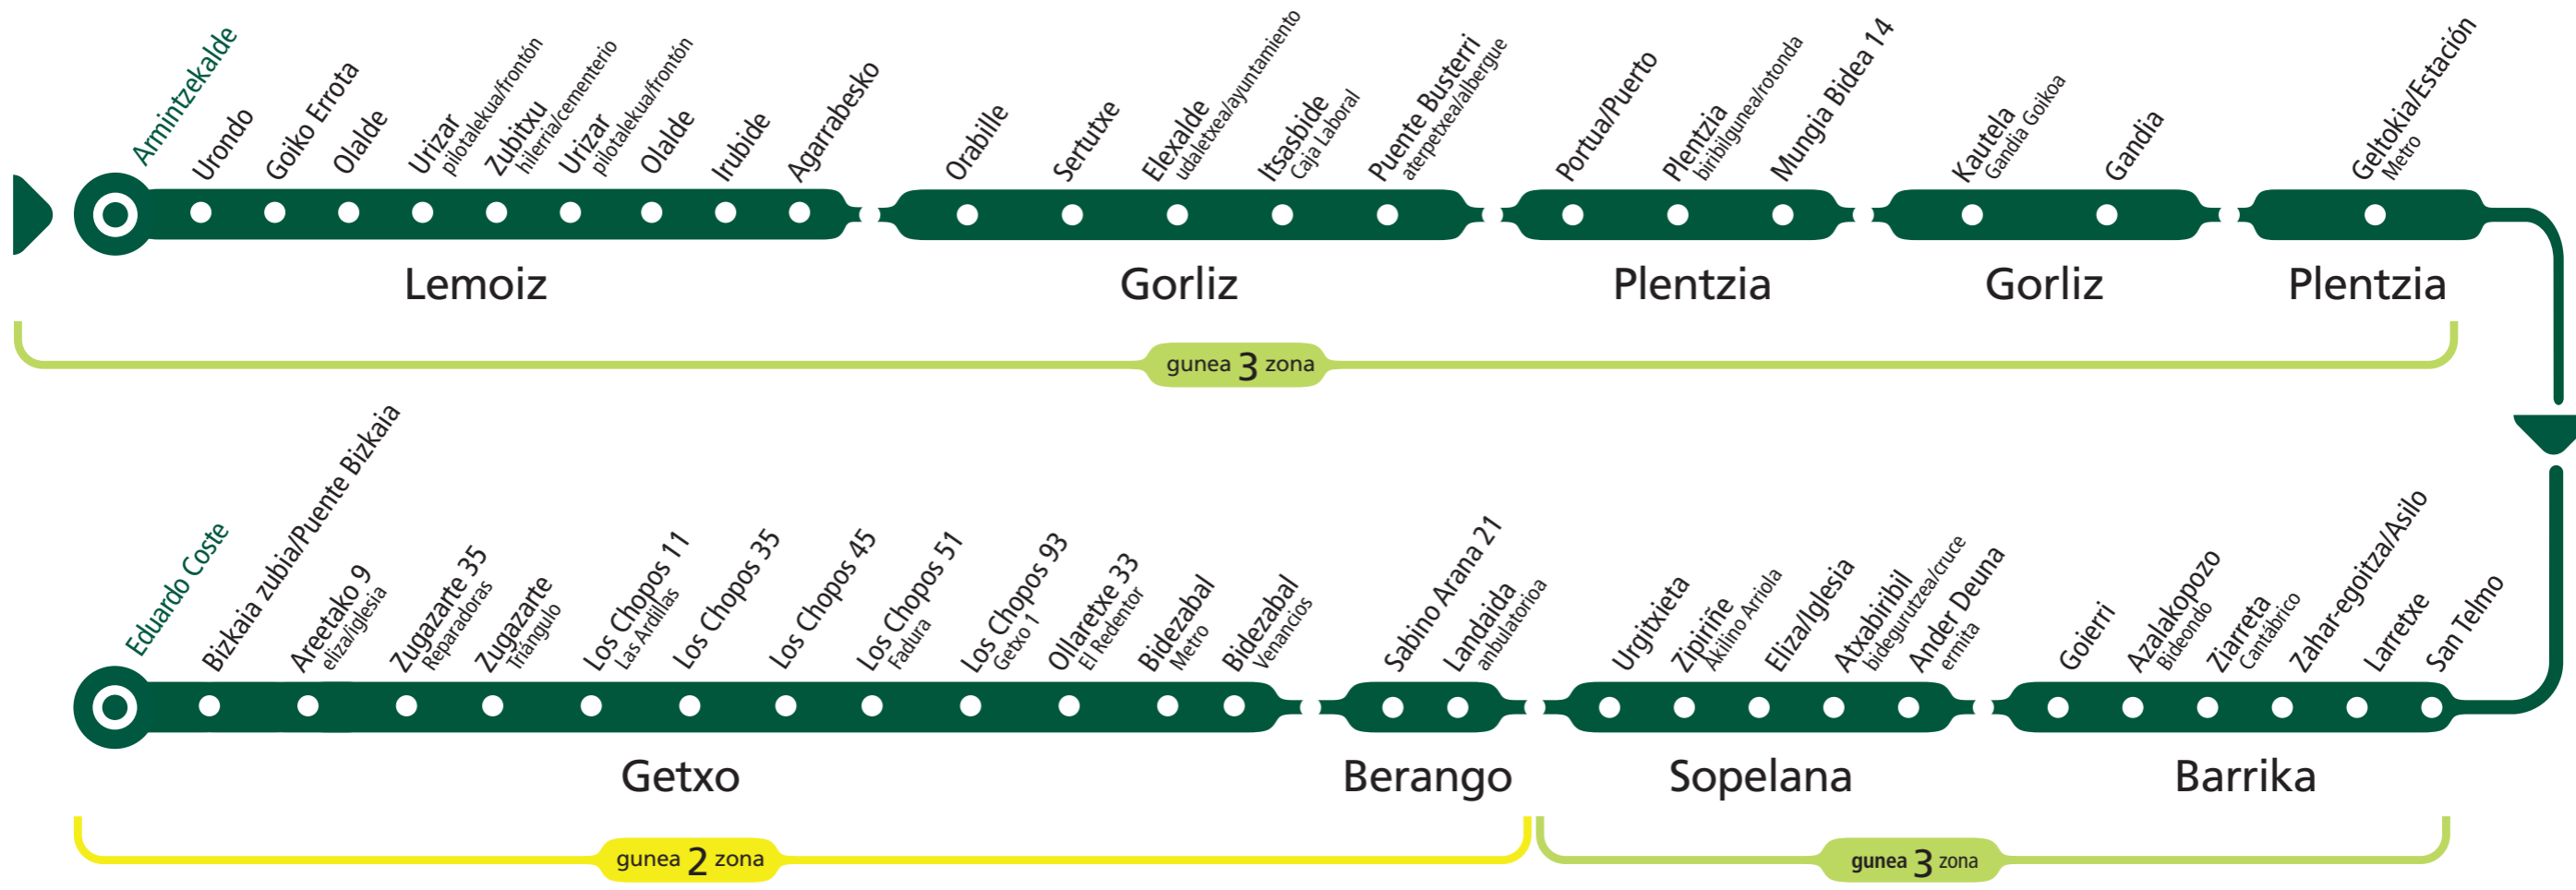 Armintzekalde
Urondo
Goiko Errota
Olalde
Urizar
pilotalekua/frontón
Zubitxu
hilerria/cementerio
Urizar
pilotalekua/frontón
Olalde
Irubide
Agarrabesko
Orabille
Sertutxe
Elexalde
udaletxea/ayuntamiento
Itsasbide
Caja Laboral
Puente Busterri
aterpetxea/albergue
Portua/Puerto
Plentzia
biribilgunea/rotonda
Mungia Bidea 14
Kautela
Gandia Goikoa
Gandia
Geltokia/Estación
Metro
Lemoiz
Gorliz
Plentzia
Gorliz
Plentzia
gunea 3 zona
Eduardo Coste
Bizkaia zubia/Puente Bizkaia
Areetako 9
eliza/iglesia
Zugazarte 35
Reparadoras
Zugazarte
Triángulo
Los Chopos 11
Las Ardillas
Los Chopos 35
Los Chopos 45
Los Chopos 51
Fadura
Los Chopos 93
Getxo 1
Ollaretxe 33
El Redentor
Bidezabal
Metro
Bidezabal
Venancios
Sabino Arana 21
Landaida
anbulatorioa
Urgitxieta
Zipiriñe
Akilino Arriola
Eliza/Iglesia
Atxabiribil
bidegurutzea/cruce
Ander Deuna
ermita
Goierri
Azalakopozo
Bideondo
Ziarreta
Cantábrico
Zahar-egoitza/Asilo
Larretxe
San Telmo
Getxo
Berango
Sopelana
Barrika
gunea 2 zona
gunea 3 zona